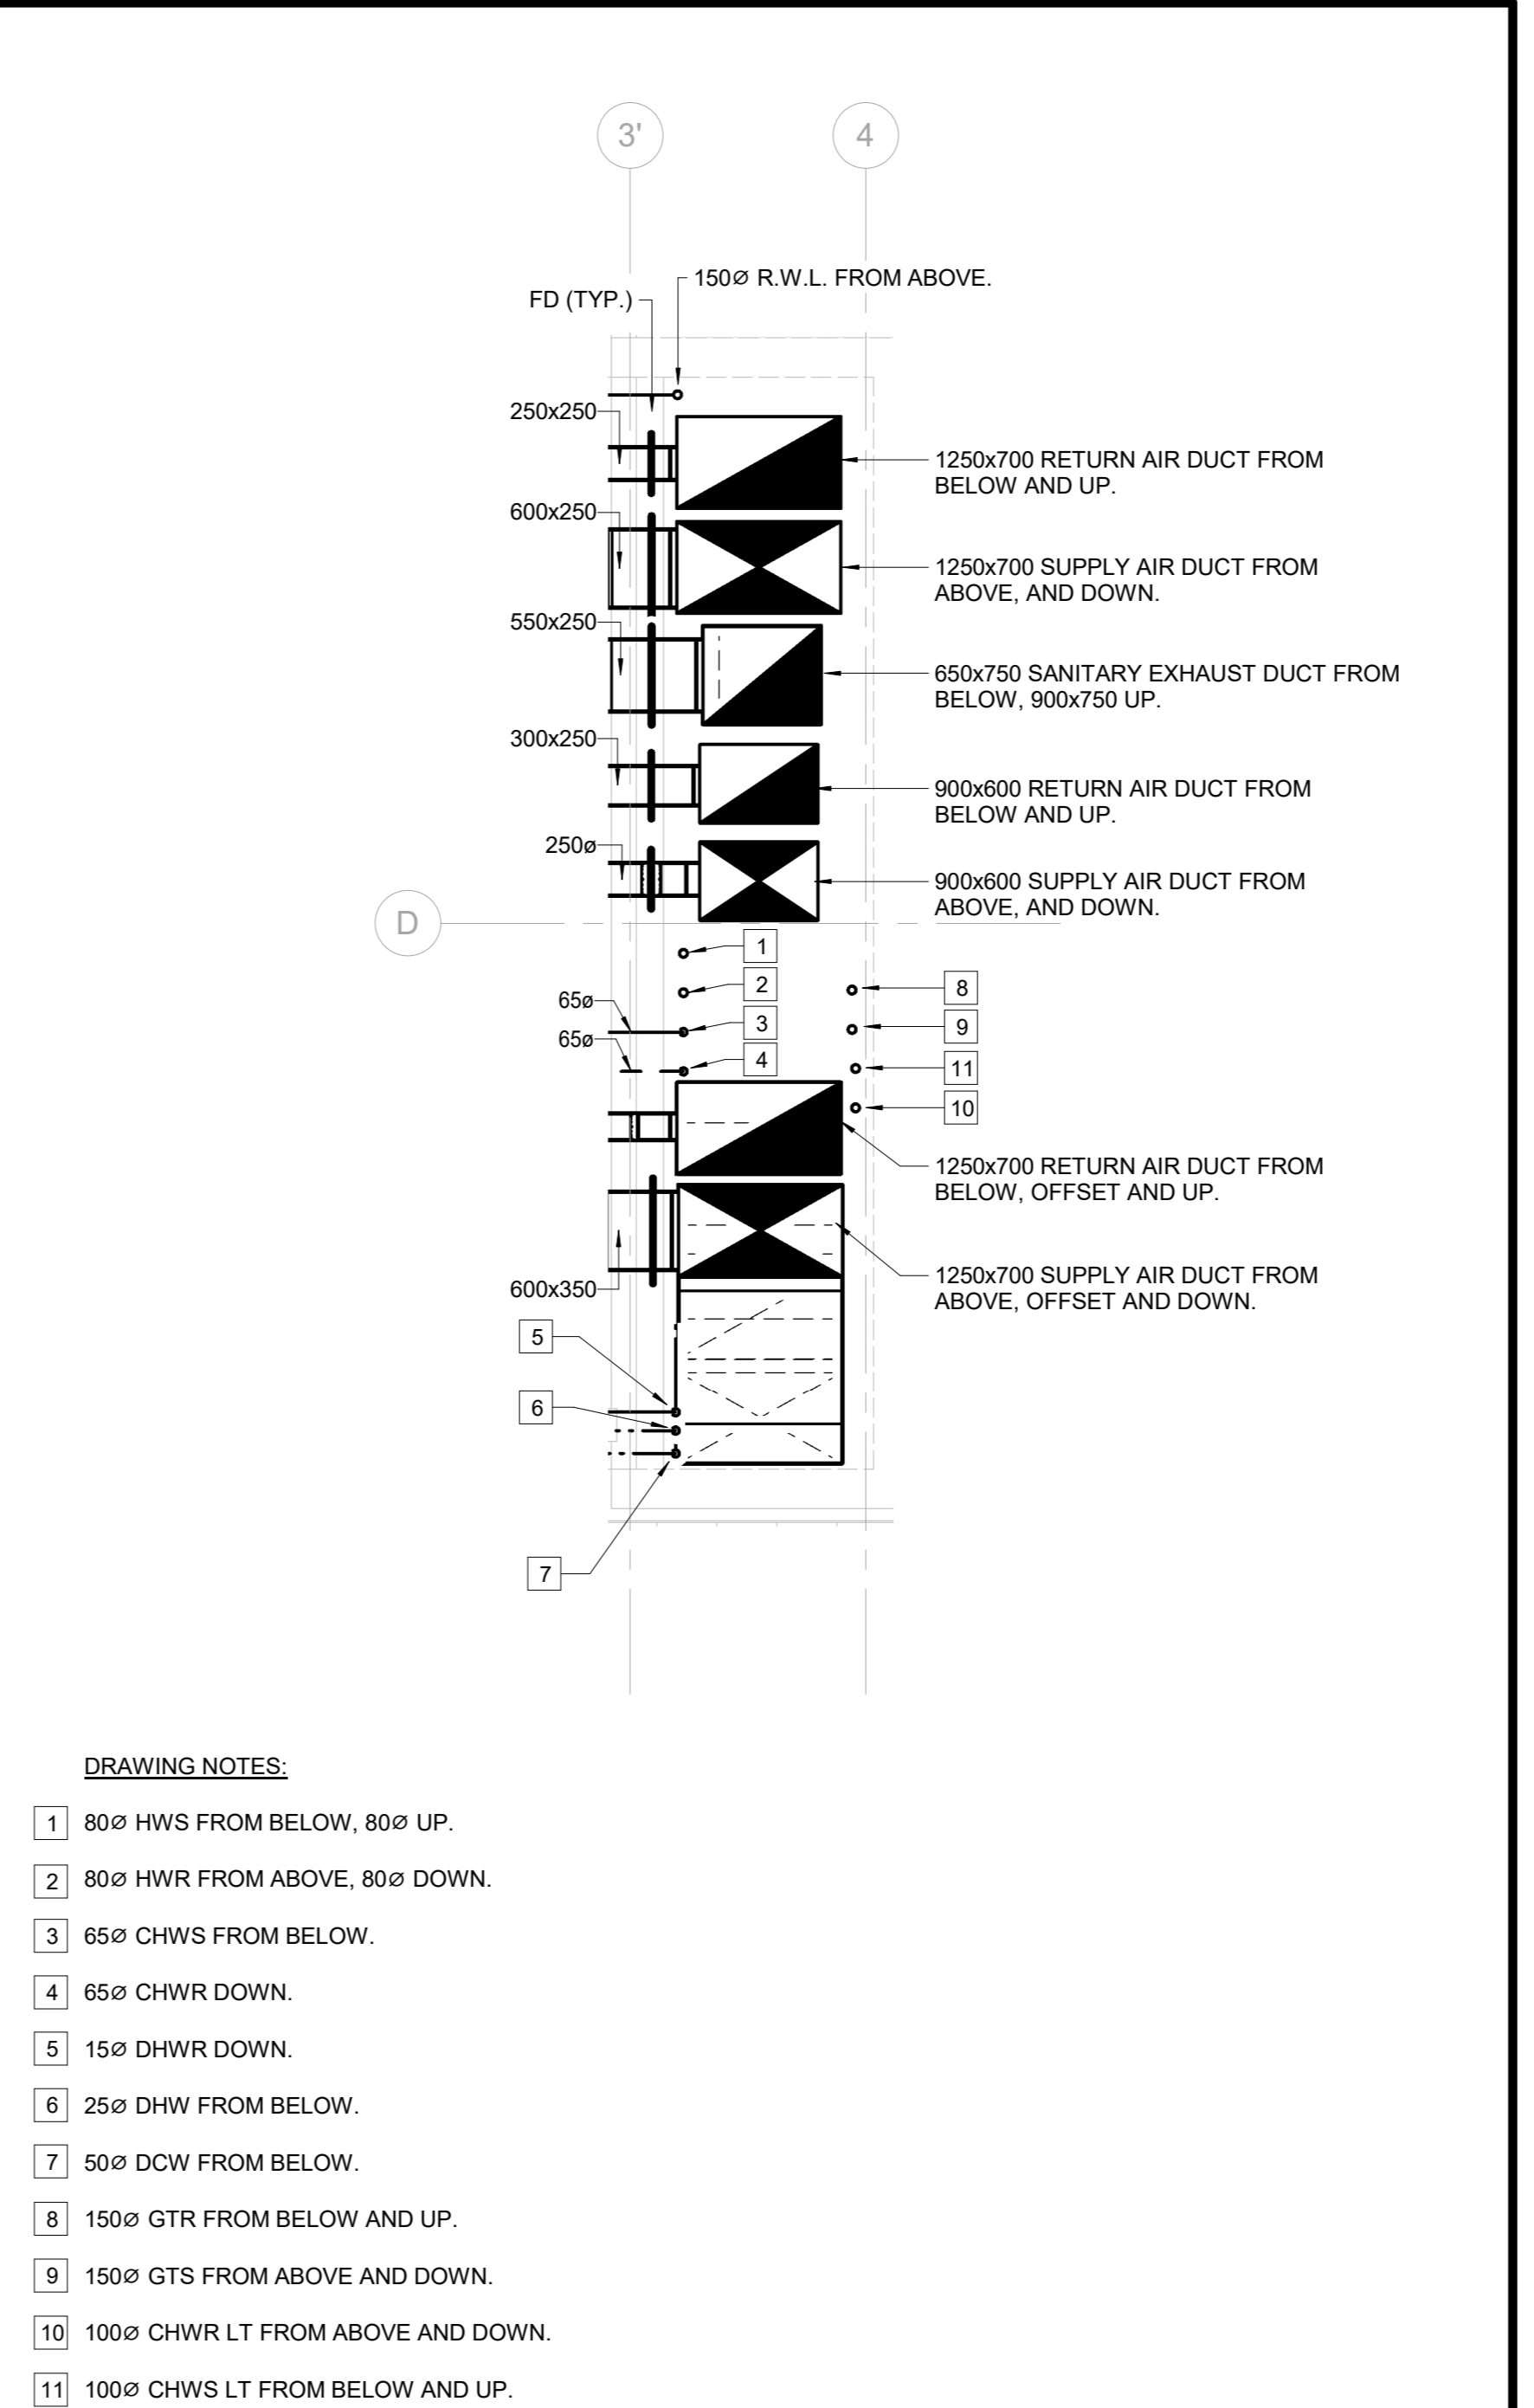 3'
4
150Ø R.W.L. FROM ABOVE.
FD (TYP.)
250x250
1250x700 RETURN AIR DUCT FROM
BELOW AND UP.
600x250
1250x700 SUPPLY AIR DUCT FROM
ABOVE, AND DOWN.
550x250
650x750 SANITARY EXHAUST DUCT FROM
BELOW, 900x750 UP.
300x250
900x600 RETURN AIR DUCT FROM
BELOW AND UP.
250ø
900x600 SUPPLY AIR DUCT FROM
ABOVE, AND DOWN.
D
1
2
8
65ø
3
9
65ø
4
11
10
1250x700 RETURN AIR DUCT FROM
BELOW, OFFSET AND UP.
600x350
1250x700 SUPPLY AIR DUCT FROM
ABOVE, OFFSET AND DOWN.
5
6
7
DRAWING NOTES:
1 80Ø HWS FROM BELOW, 80Ø UP.
2 80Ø HWR FROM ABOVE, 80Ø DOWN.
3 65Ø CHWS FROM BELOW.
4 65Ø CHWR DOWN.
5 15Ø DHWR DOWN.
6 25Ø DHW FROM BELOW.
7 50Ø DCW FROM BELOW.
8 150Ø GTR FROM BELOW AND UP.
9 150Ø GTS FROM ABOVE AND DOWN.
10 100Ø CHWR LT FROM ABOVE AND DOWN.
11 100Ø CHWS LT FROM BELOW AND UP.